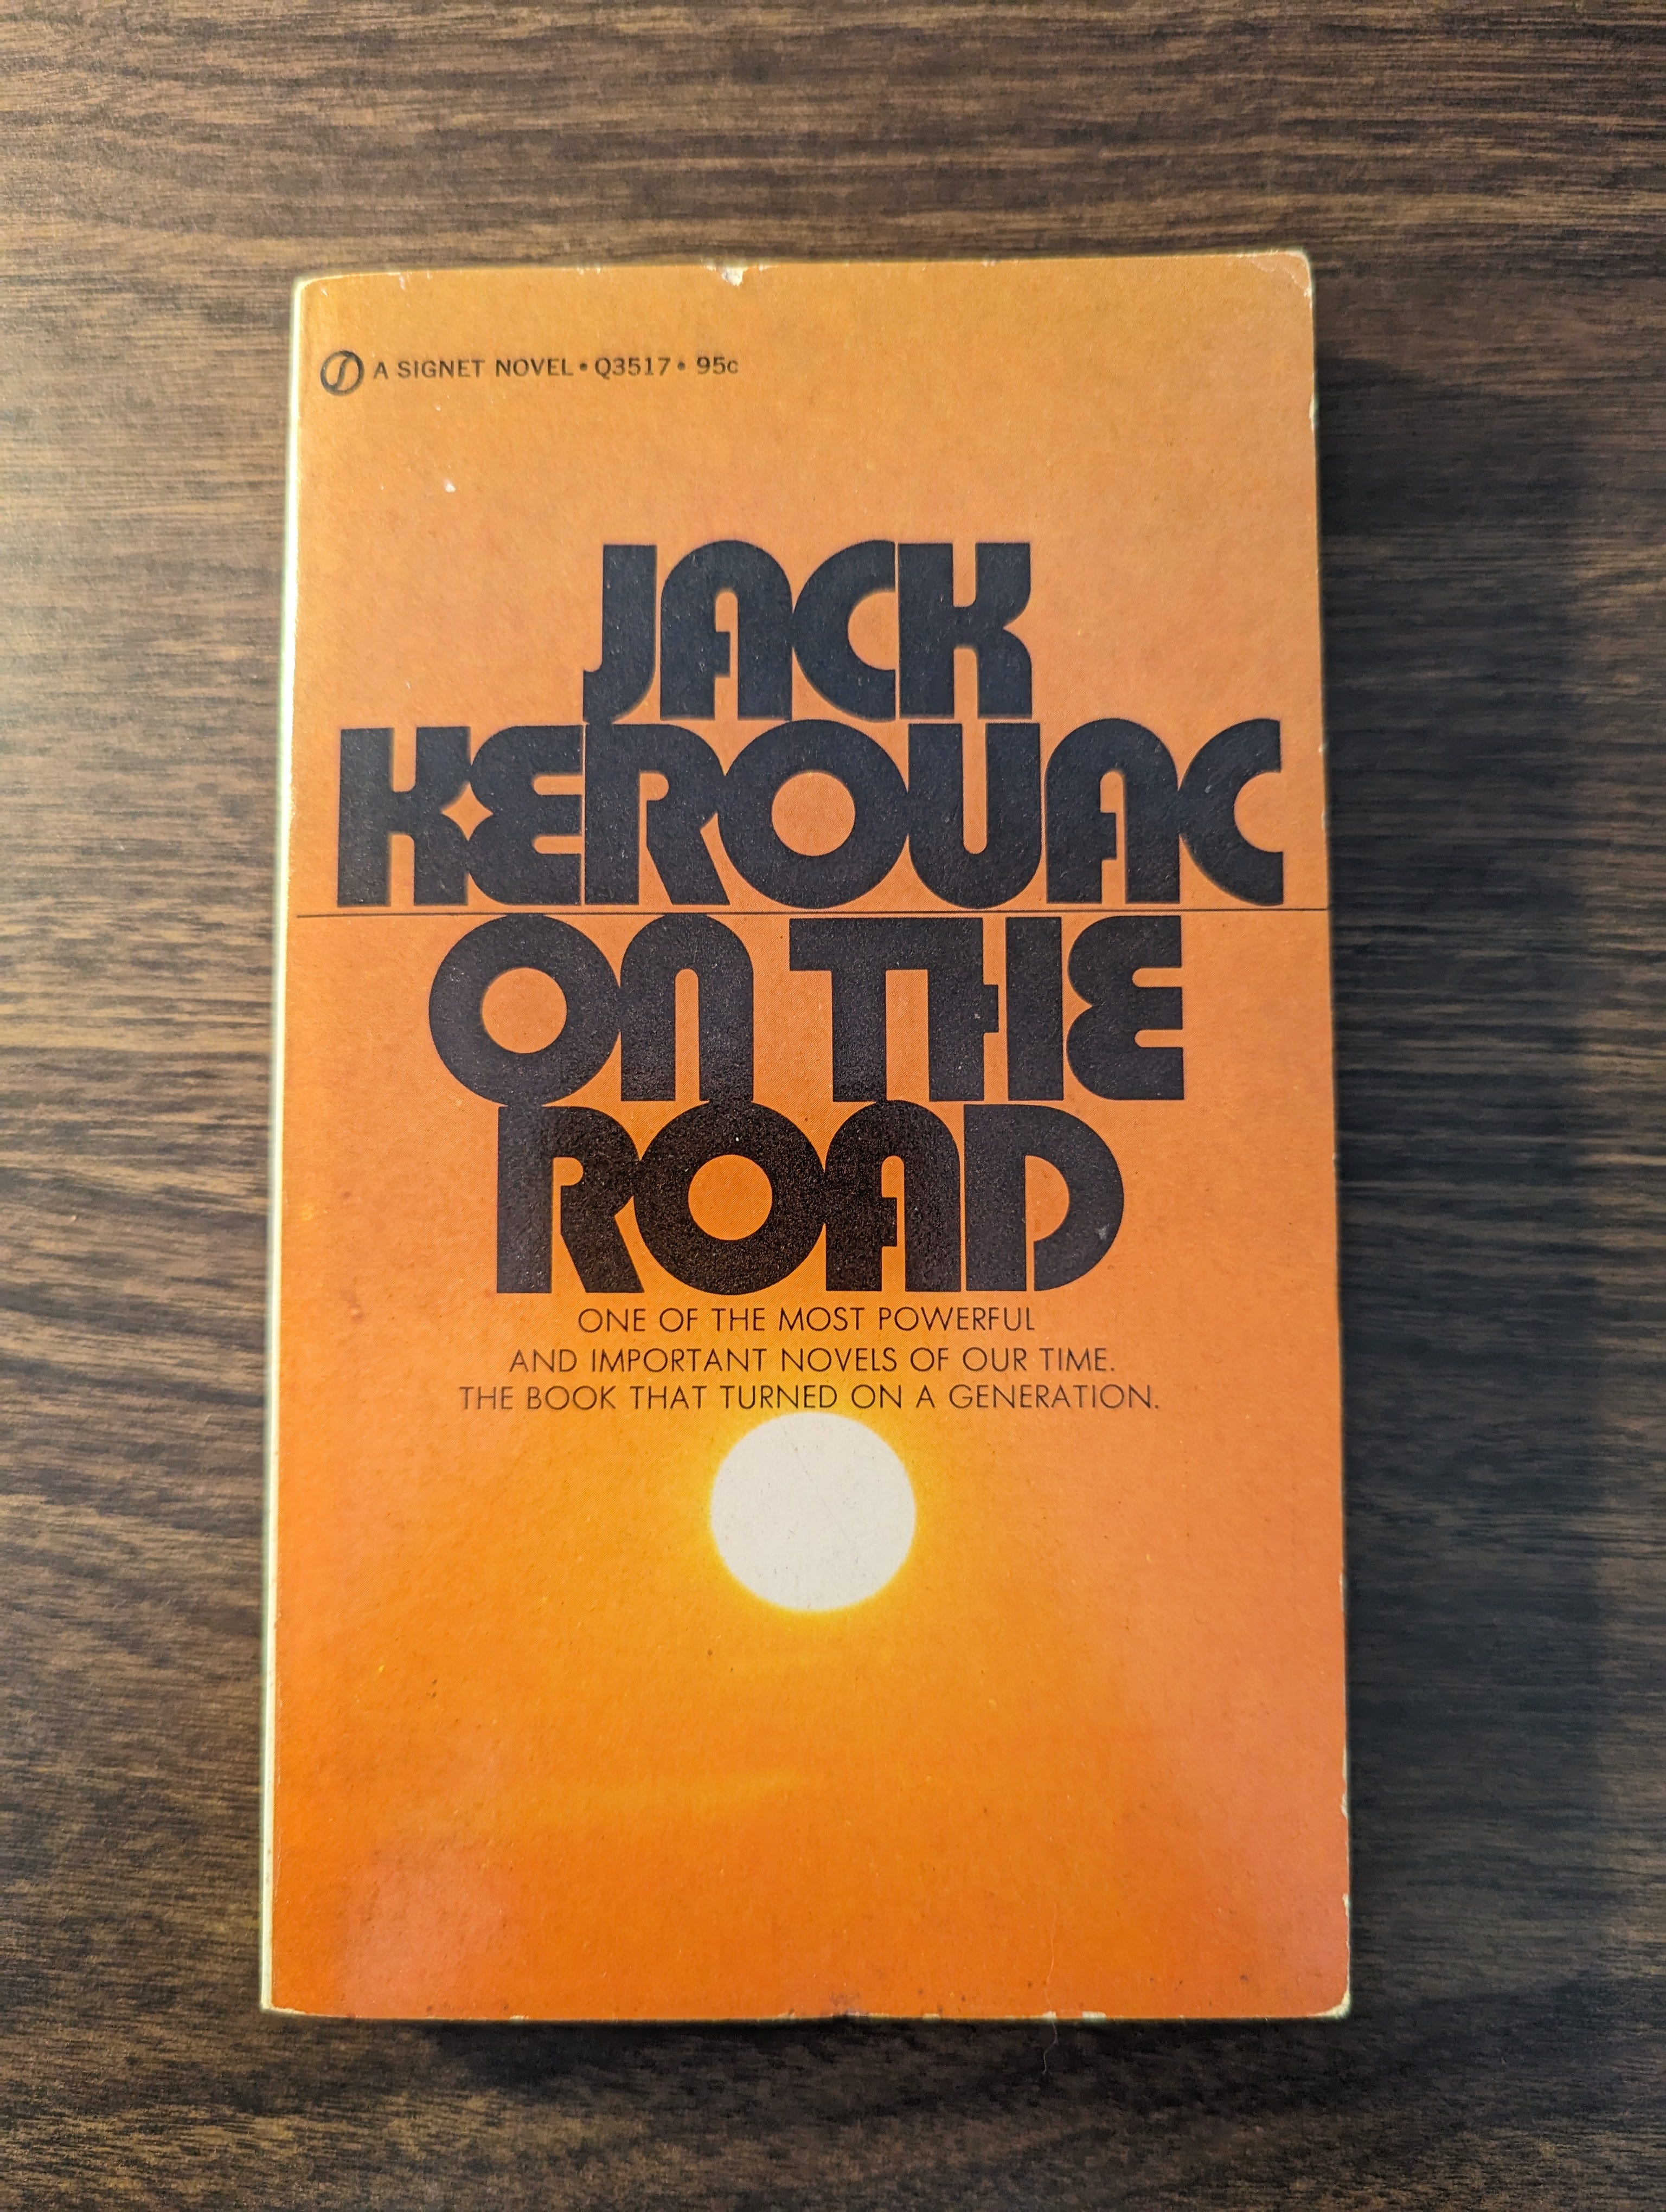 A SIGNET NOVEL • Q3517 • 95c
JACK
KEROUAC
ON THE
ROAD
ONE OF THE MOST POWERFUL
AND IMPORTANT NOVELS OF OUR TIME.
THE BOOK THAT TURNED ON A GENERATION.